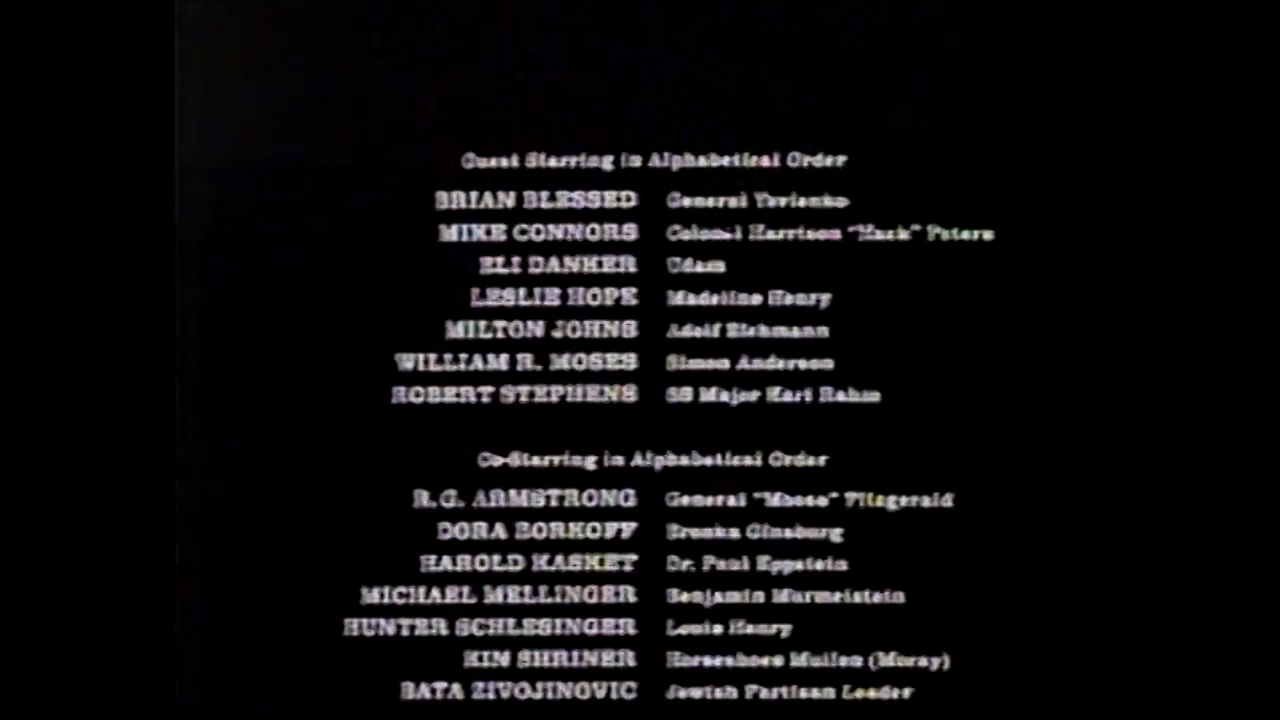 Guest Starring in Alphabetical Order
BRIAN BLESSED General Yevlenko
MIKE CONNORS Colonel Harrison "Hack" Peters
ELI DANKER Udam
LESLIE HOPE Madeline Henry
MILTON JOHNS Adolf Eichmann
WILLIAM R. MOSES Simon Anderson
ROBERT STEPHENS SS Major Karl Rahm
Co-Starring in Alphabetical Order
R.G. ARMSTRONG General "Moose" Fitzgerald
DORA BORKOFF Bronka Ginsburg
HAROLD KASKET Dr. Paul Eppstein
MICHAEL MELLINGER Benjamin Murmelstein
HUNTER SCHLESINGER Louis Henry
KIN SHRINER Horseshoes Mullen (Moray)
BATA ZIVOJINOVIC Jewish Partisan Leader